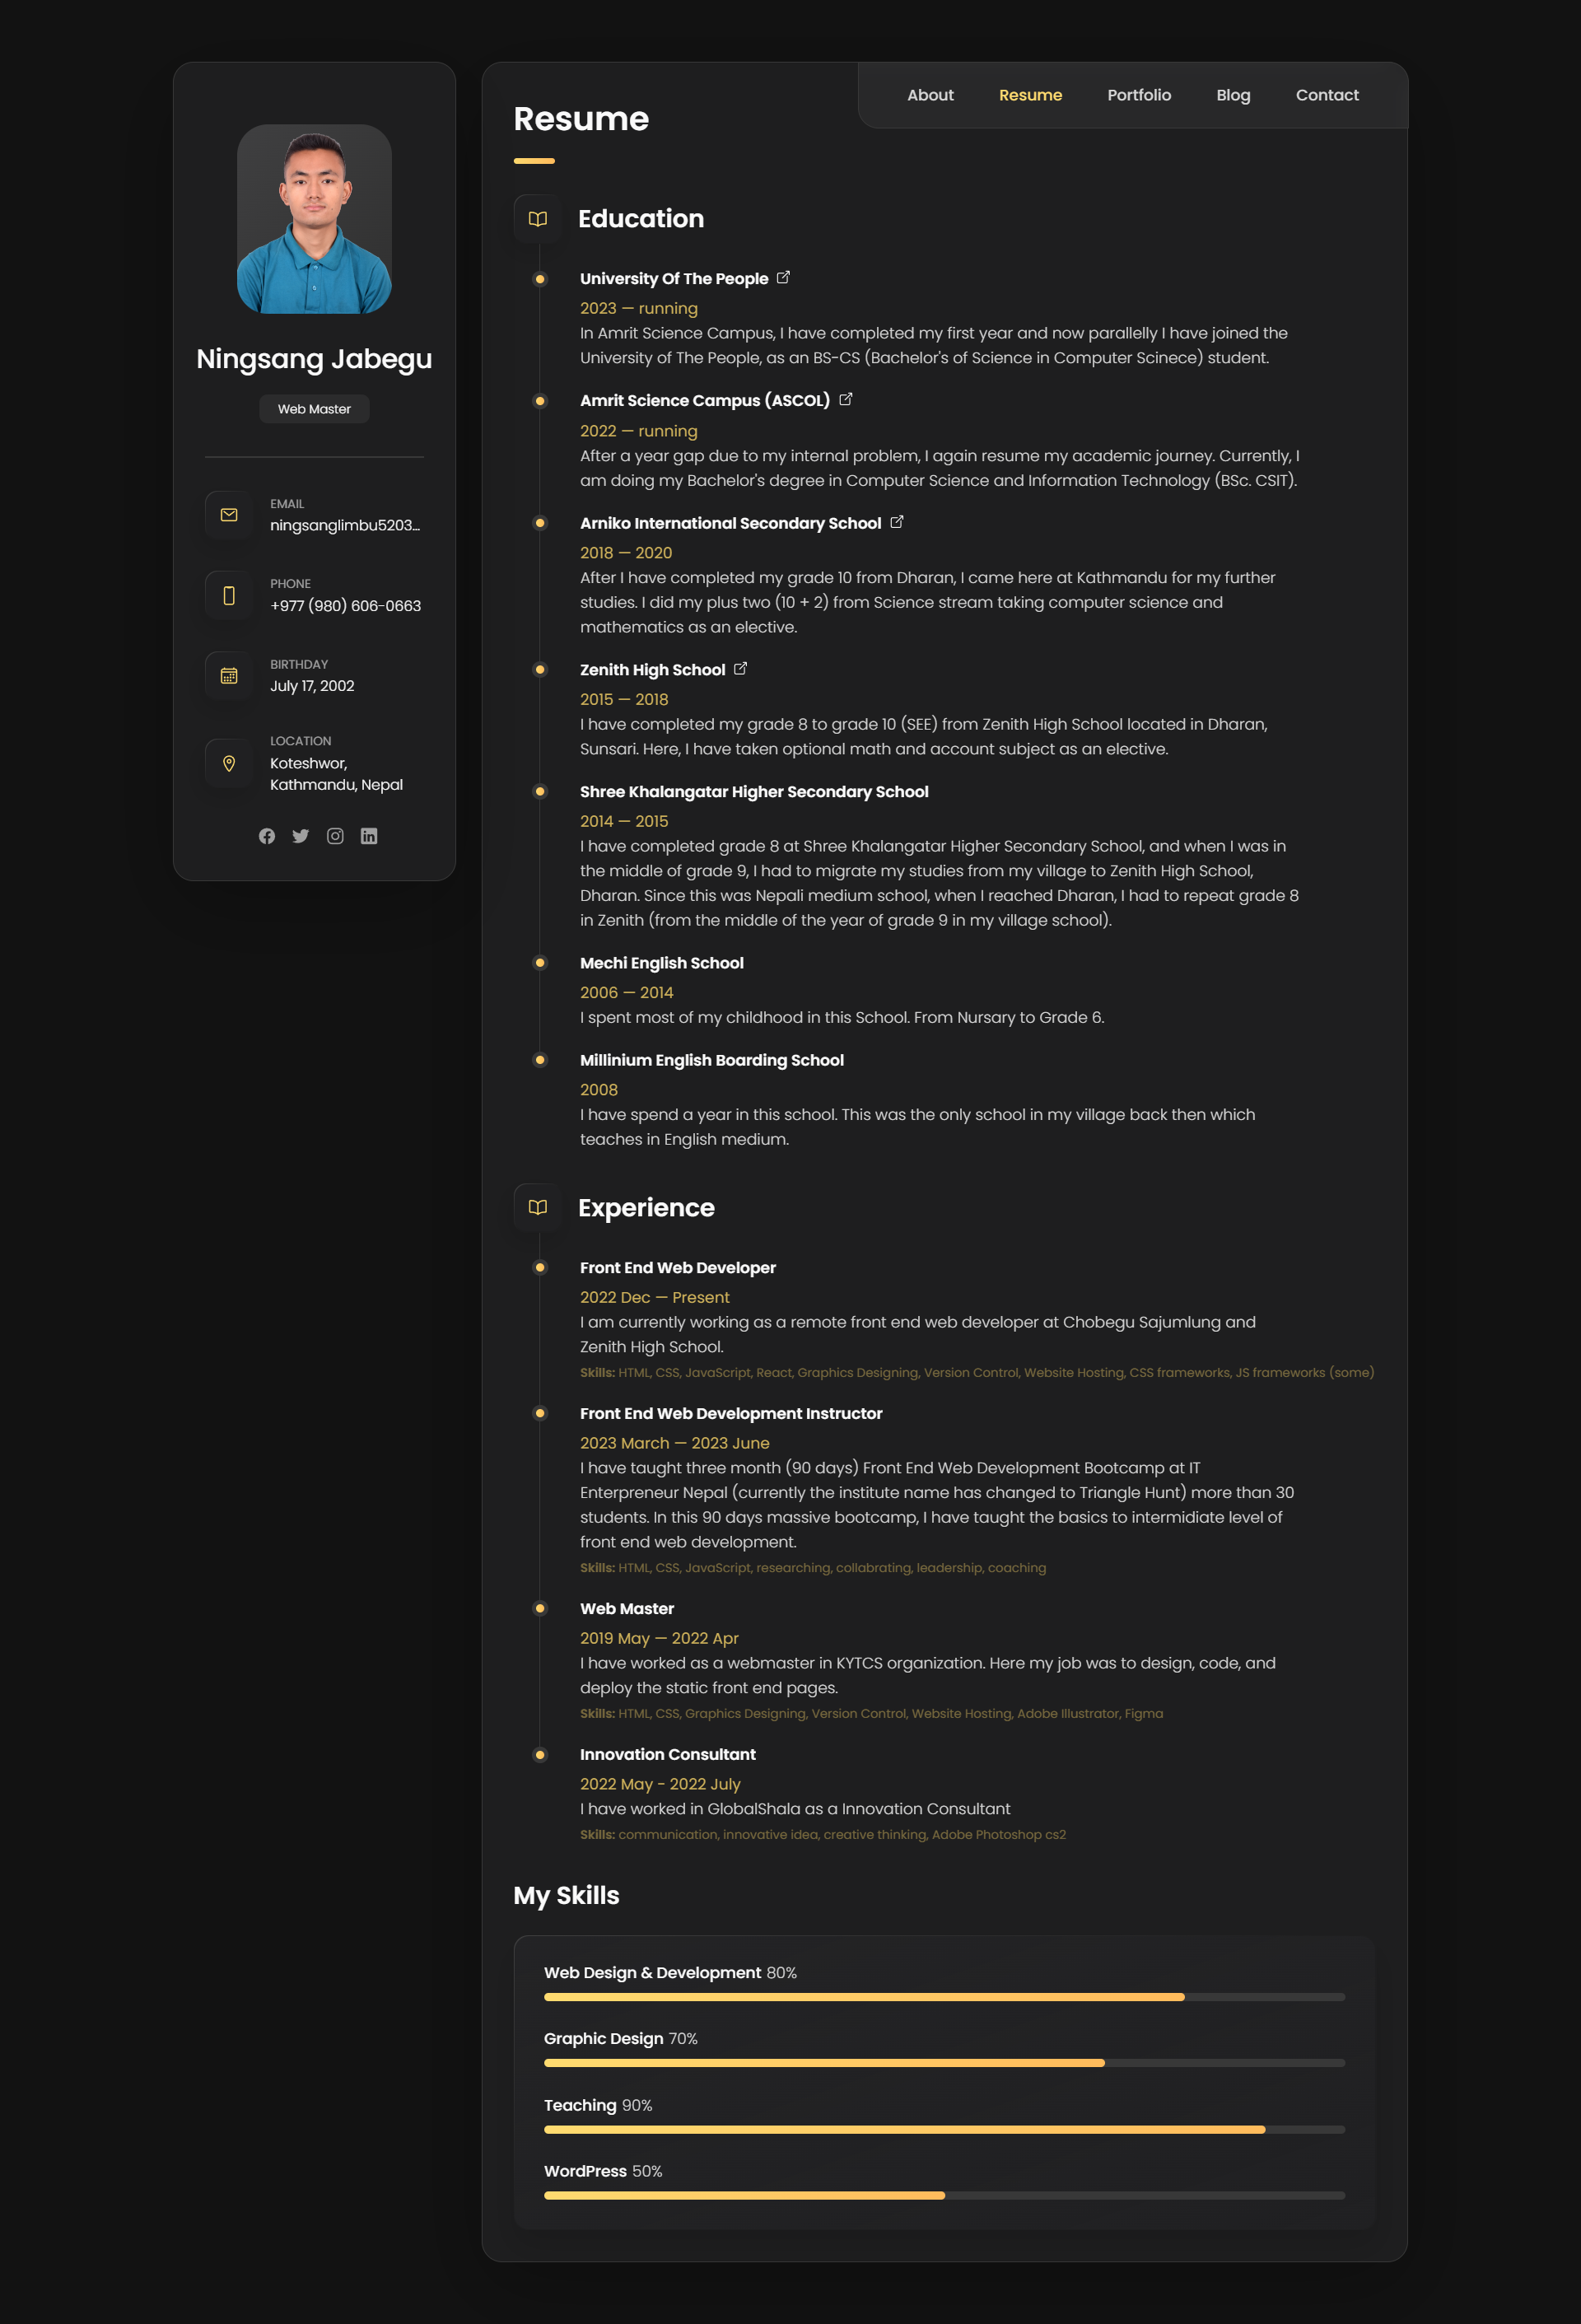 Ningsang Jabegu
Web Master
EMAIL
ningsanglimbu5203...
PHONE
+977 (980) 606-0663
BIRTHDAY
July 17, 2002
LOCATION
Koteshwor,
Kathmandu, Nepal
About Resume Portfolio Blog Contact
Resume
Education
University Of The People
2023 — running
In Amrit Science Campus, I have completed my first year and now parallelly I have joined the
University of The People, as an BS-CS (Bachelor's of Science in Computer Scinece) student.
Amrit Science Campus (ASCOL)
2022 — running
After a year gap due to my internal problem, I again resume my academic journey. Currently, I
am doing my Bachelor's degree in Computer Science and Information Technology (BSc. CSIT).
Arniko International Secondary School
2018 — 2020
After I have completed my grade 10 from Dharan, I came here at Kathmandu for my further
studies. I did my plus two (10 + 2) from Science stream taking computer science and
mathematics as an elective.
Zenith High School
2015 — 2018
I have completed my grade 8 to grade 10 (SEE) from Zenith High School located in Dharan,
Sunsari. Here, I have taken optional math and account subject as an elective.
Shree Khalangatar Higher Secondary School
2014 — 2015
I have completed grade 8 at Shree Khalangatar Higher Secondary School, and when I was in
the middle of grade 9, I had to migrate my studies from my village to Zenith High School,
Dharan. Since this was Nepali medium school, when I reached Dharan, I had to repeat grade 8
in Zenith (from the middle of the year of grade 9 in my village school).
Mechi English School
2006 — 2014
I spent most of my childhood in this School. From Nursary to Grade 6.
Millinium English Boarding School
2008
I have spend a year in this school. This was the only school in my village back then which
teaches in English medium.
Experience
Front End Web Developer
2022 Dec — Present
I am currently working as a remote front end web developer at Chobegu Sajumlung and
Zenith High School.
Skills: HTML, CSS, JavaScript, React, Graphics Designing, Version Control, Website Hosting, CSS frameworks, JS frameworks (some)
Front End Web Development Instructor
2023 March — 2023 June
I have taught three month (90 days) Front End Web Development Bootcamp at IT
Enterpreneur Nepal (currently the institute name has changed to Triangle Hunt) more than 30
students. In this 90 days massive bootcamp, I have taught the basics to intermidiate level of
front end web development.
Skills: HTML, CSS, JavaScript, researching, collabrating, leadership, coaching
Web Master
2019 May — 2022 Apr
I have worked as a webmaster in KYTCS organization. Here my job was to design, code, and
deploy the static front end pages.
Skills: HTML, CSS, Graphics Designing, Version Control, Website Hosting, Adobe Illustrator, Figma
Innovation Consultant
2022 May - 2022 July
I have worked in GlobalShala as a Innovation Consultant
Skills: communication, innovative idea, creative thinking, Adobe Photoshop cs2
My Skills
Web Design & Development 80%
Graphic Design 70%
Teaching 90%
WordPress 50%